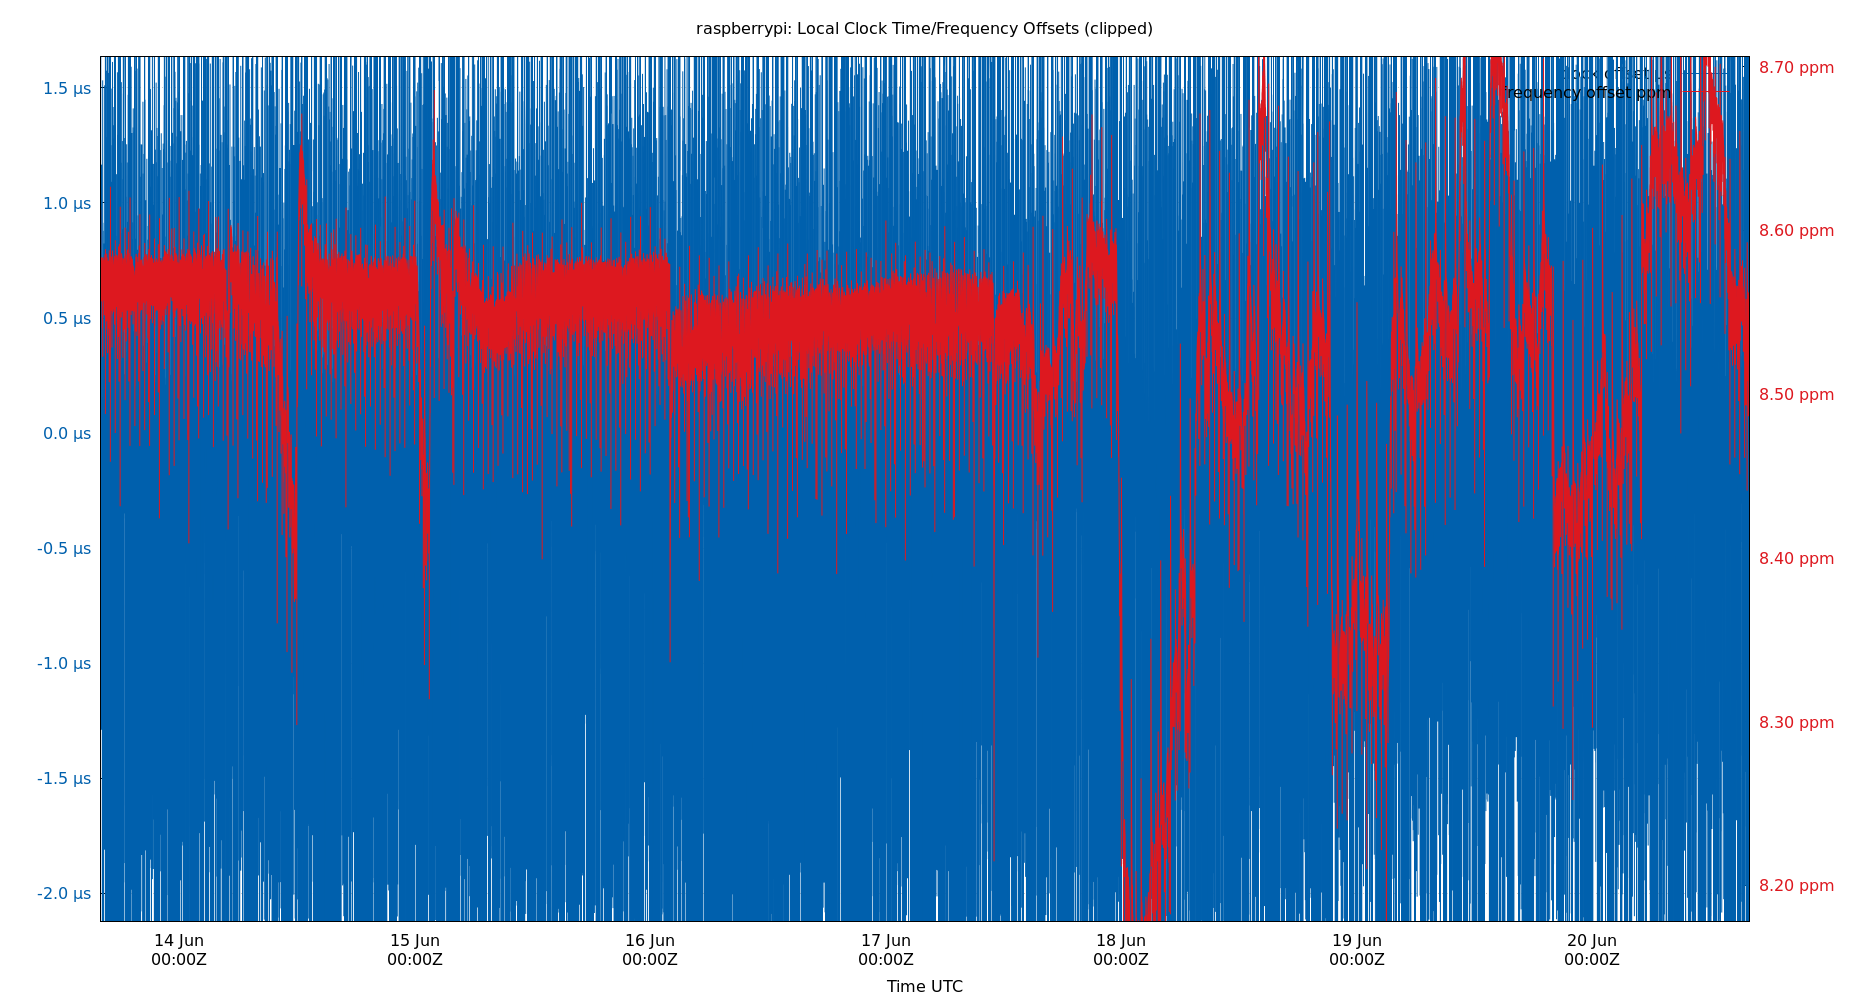 raspberrypi: Local Clock Time/Frequency Offsets (clipped)
clock offset µs
frequency offset ppm
1.5 µs
1.0 µs
0.5 µs
0.0 µs
-0.5 µs
-1.0 µs
-1.5 µs
-2.0 µs
8.70 ppm
8.60 ppm
8.50 ppm
8.40 ppm
8.30 ppm
8.20 ppm
14 Jun 15 Jun 16 Jun 17 Jun 18 Jun 19 Jun 20 Jun
00:00Z 00:00Z 00:00Z 00:00Z 00:00Z 00:00Z 00:00Z
Time UTC